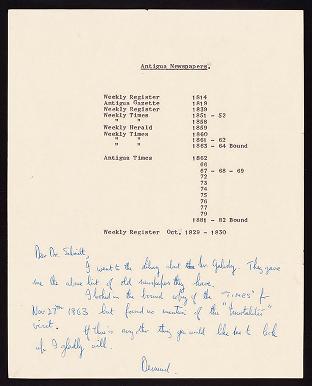 Antigua Newspapers.
Weekly Register 1814
Antigua Gazette 1819
Weekly Register 1839
Weekly Times 1851 - 52
" " 1858
Weekly Herald 1859
Weekly Times 1860
" " 1861 - 62
" " 1863 - 64 Bound
Antigua Times 1862
66
67 - 68 - 69
72
73
74
75
76
77
79
1881 - 82 Bound
Weekly Register Oct. 1829 - 1830
Dear Dr. Schmitt,
I went to the library about the Galedy. They gave
me the above list of old newspapers they have.
I looked in the bound copy of the "TIMES" for
Nov 27th 1863 but found no mention of the "
visit. If there is any other thing you would like me to look
up I gladly will.
Desmond.